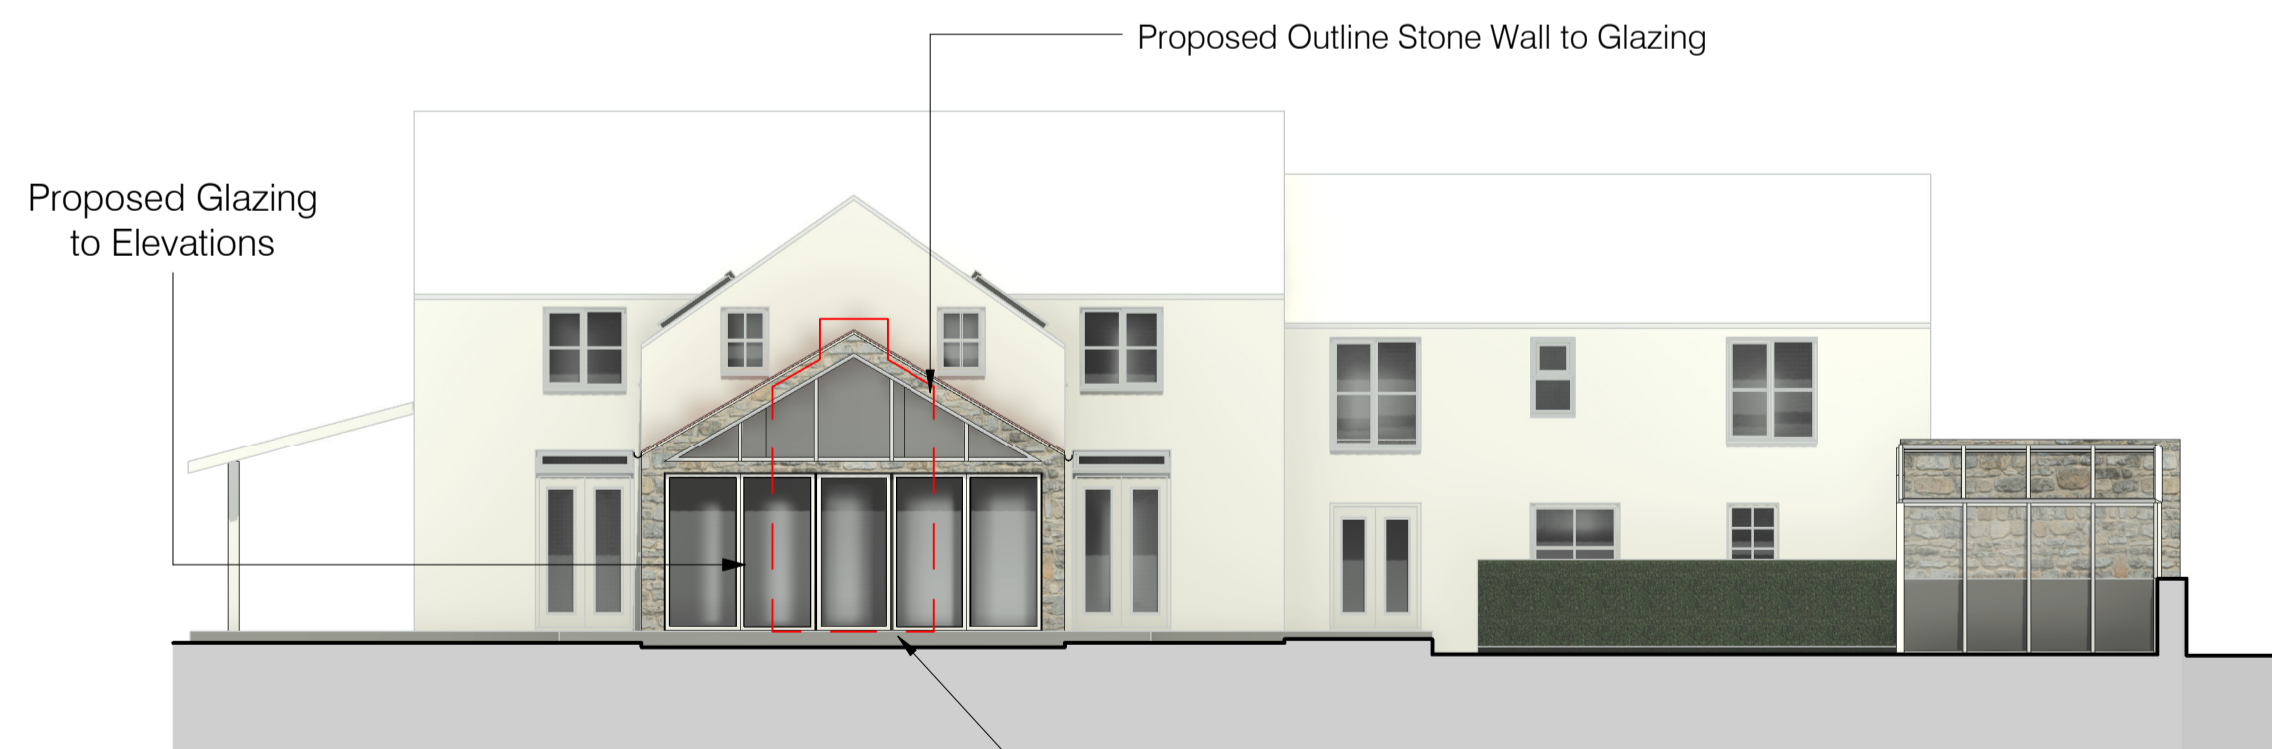 Proposed Outline Stone Wall to Glazing
Proposed Glazing
to Elevations